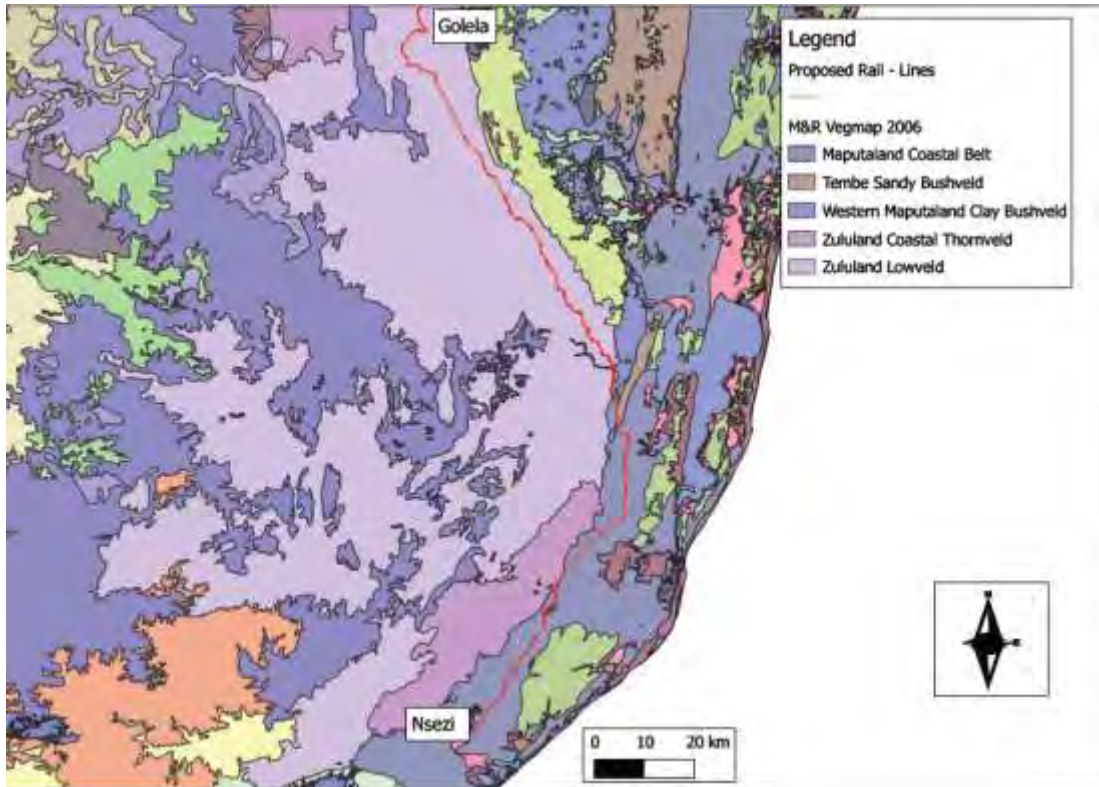 Golela
Legend
Proposed Rail - Lines
M&R Vegmap 2006
Maputaland Coastal Belt
Tembe Sandy Bushveld
Western Maputaland Clay Bushveld
Zululand Coastal Thornveld
Zululand Lowveld
Nsezi
0 10 20 km